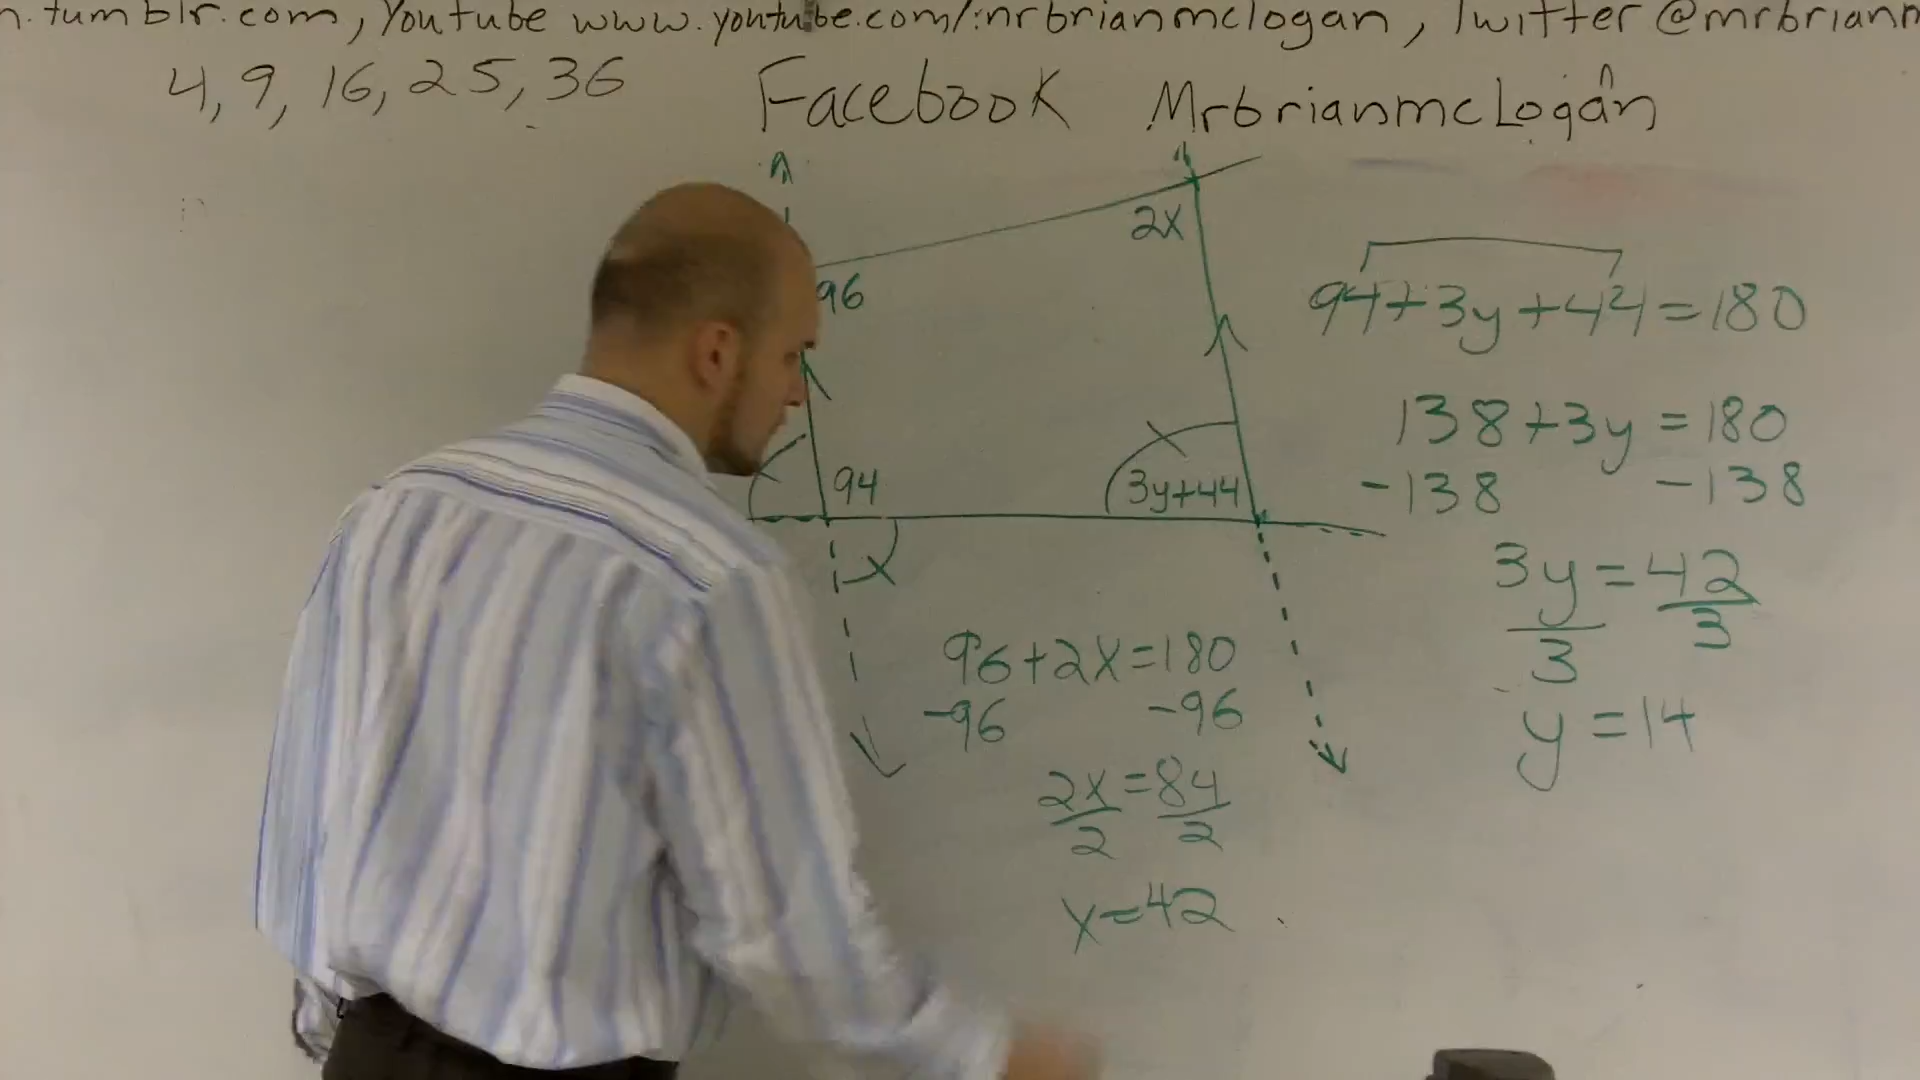 n.tumblr.com, Youtube www.youtube.com/mrbrianmclogan, Twitter @mrbrianm
4, 9, 16, 25, 36
Facebook MrbrianmcLogan
2x
96
94+3y+44=180
138+3y=180
94
3y+44
-138 -138
3y=42
3 3
96+2x=180
-96 -96
y=14
2x=84
2 2
x=42